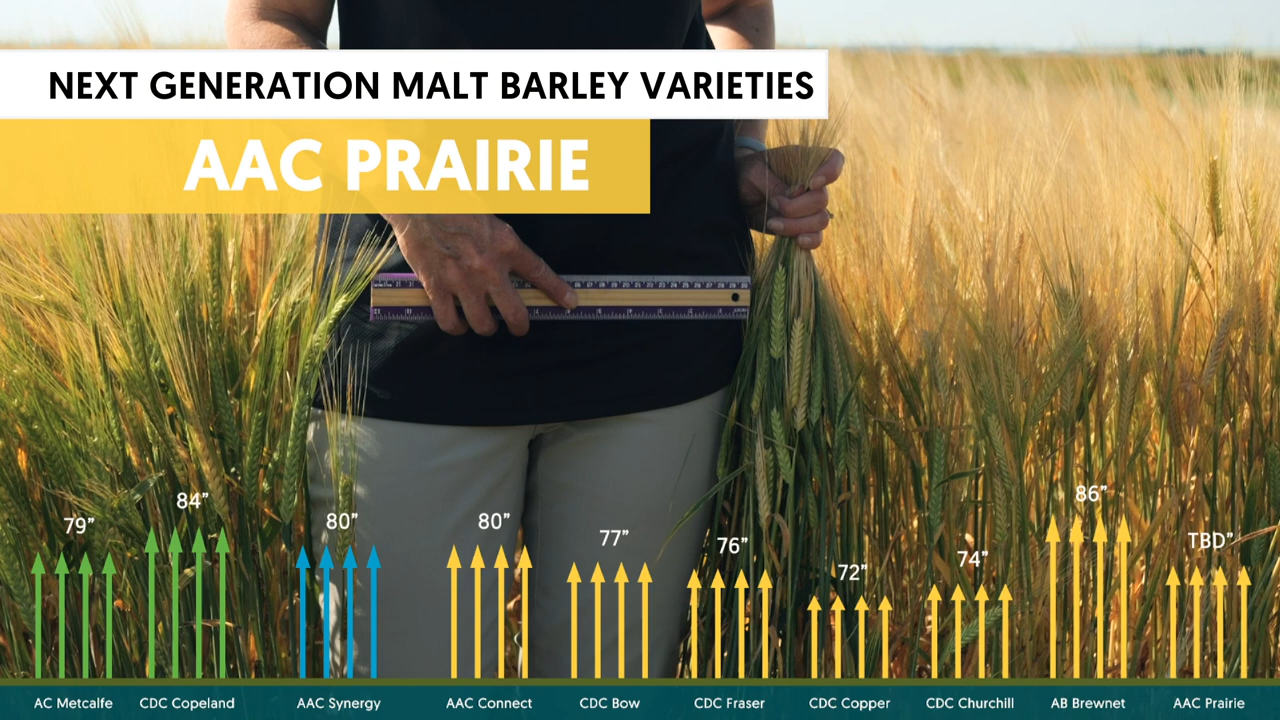 NEXT GENERATION MALT BARLEY VARIETIES
AAC PRAIRIE
79”
84”
80”
80”
77”
76”
72”
74”
86”
TBD”
AC Metcalfe
CDC Copeland
AAC Synergy
AAC Connect
CDC Bow
CDC Fraser
CDC Copper
CDC Churchill
AB Brewnet
AAC Prairie